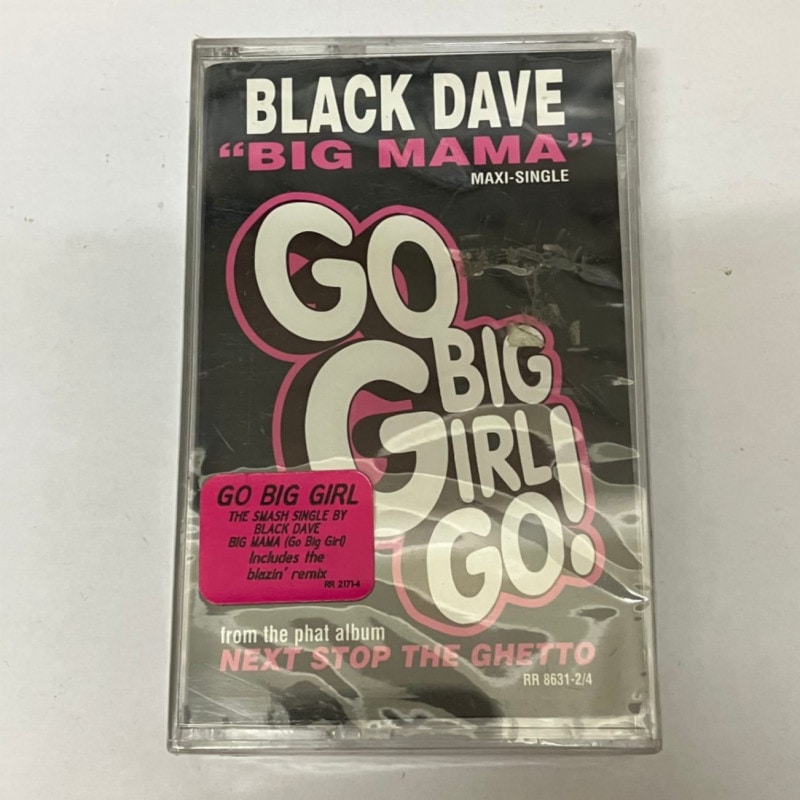 BLACK DAVE
“BIG MAMA”
MAXI-SINGLE
GO
BIG
GIRL
GO!
GO BIG GIRL
THE SMASH SINGLE BY
BLACK DAVE
BIG MAMA (Go Big Girl)
Includes the
blazin' remix
RR 2171-4
from the phat album
NEXT STOP THE GHETTO
RR 8631-2/4